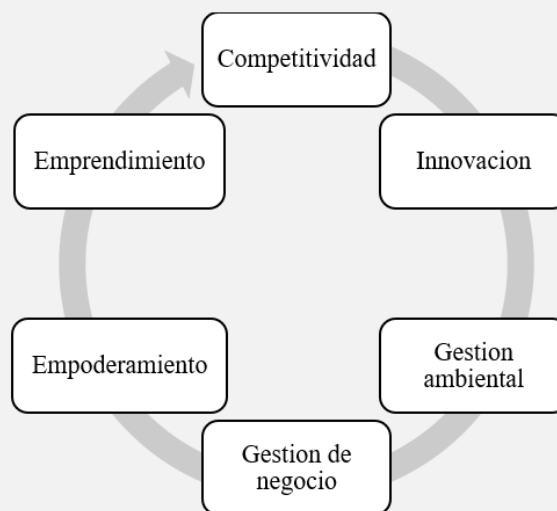 Competitividad
Innovacion
Gestion
ambiental
Gestion de
negocio
Empoderamiento
Emprendimiento